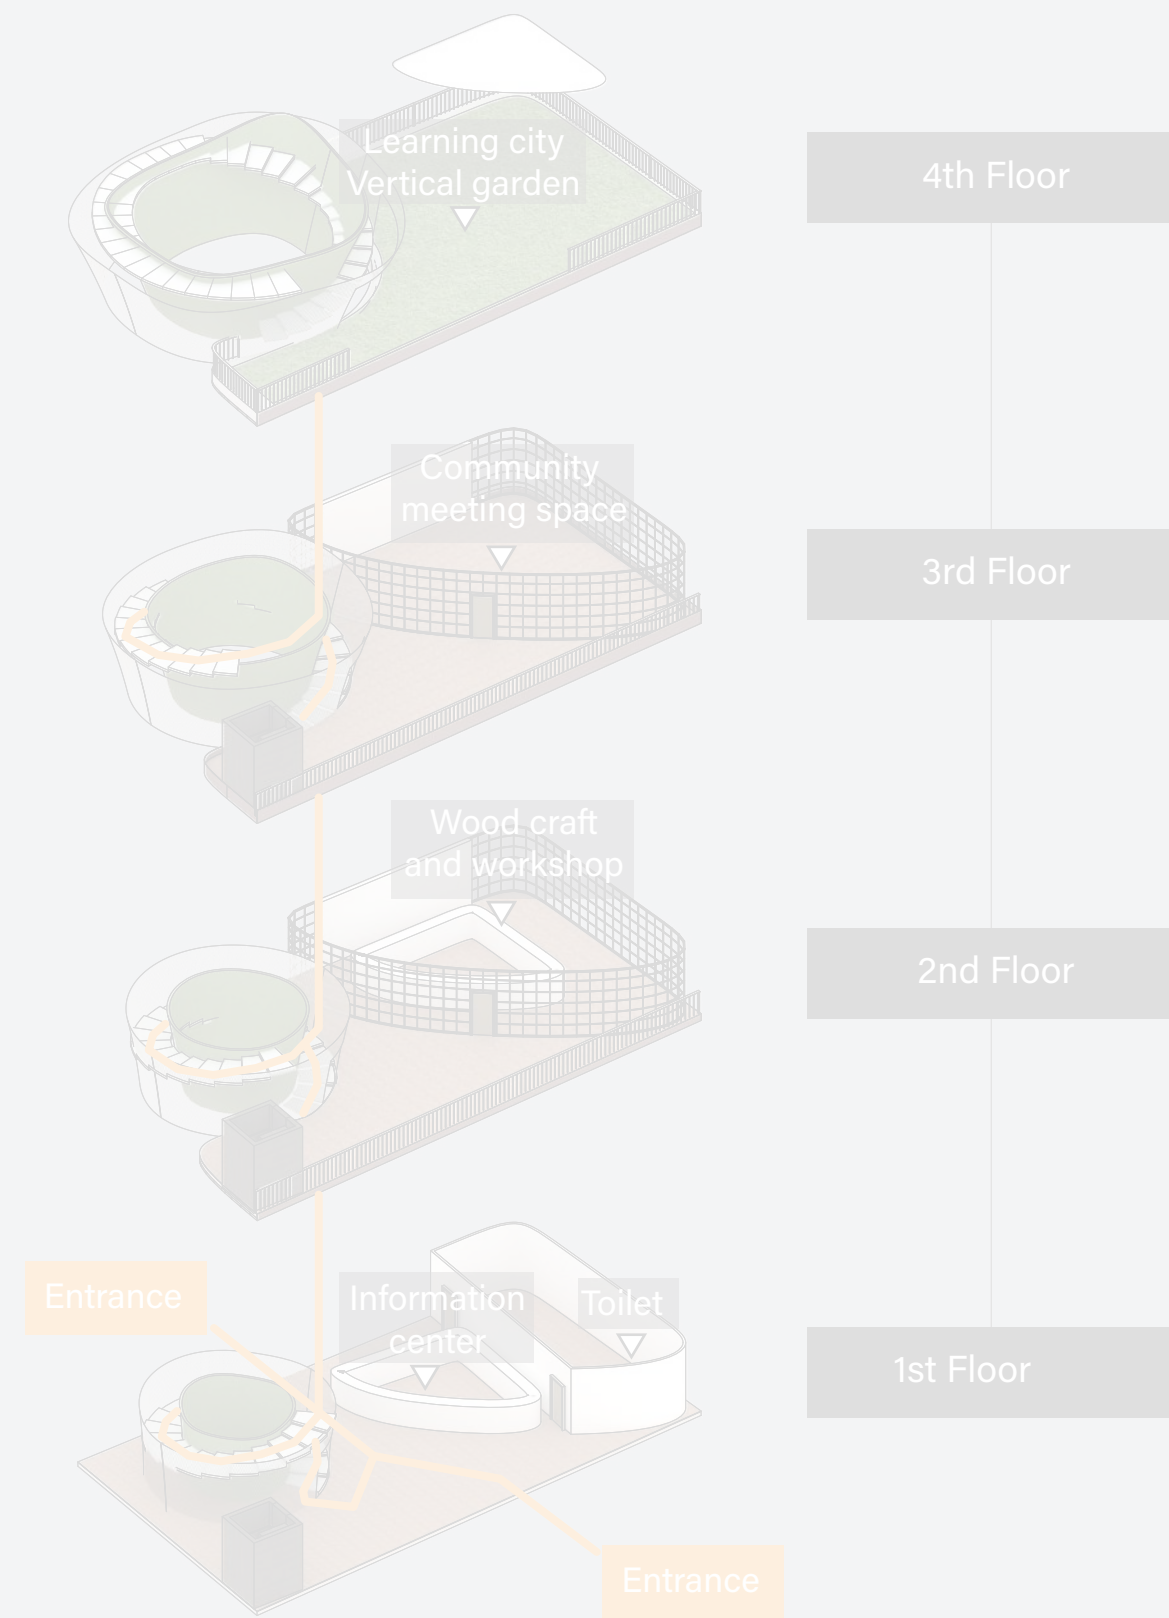 Learning city
Vertical garden
4th Floor
Community
meeting space
3rd Floor
Wood craft
and workshop
2nd Floor
Entrance
Information
center
Toilet
1st Floor
Entrance